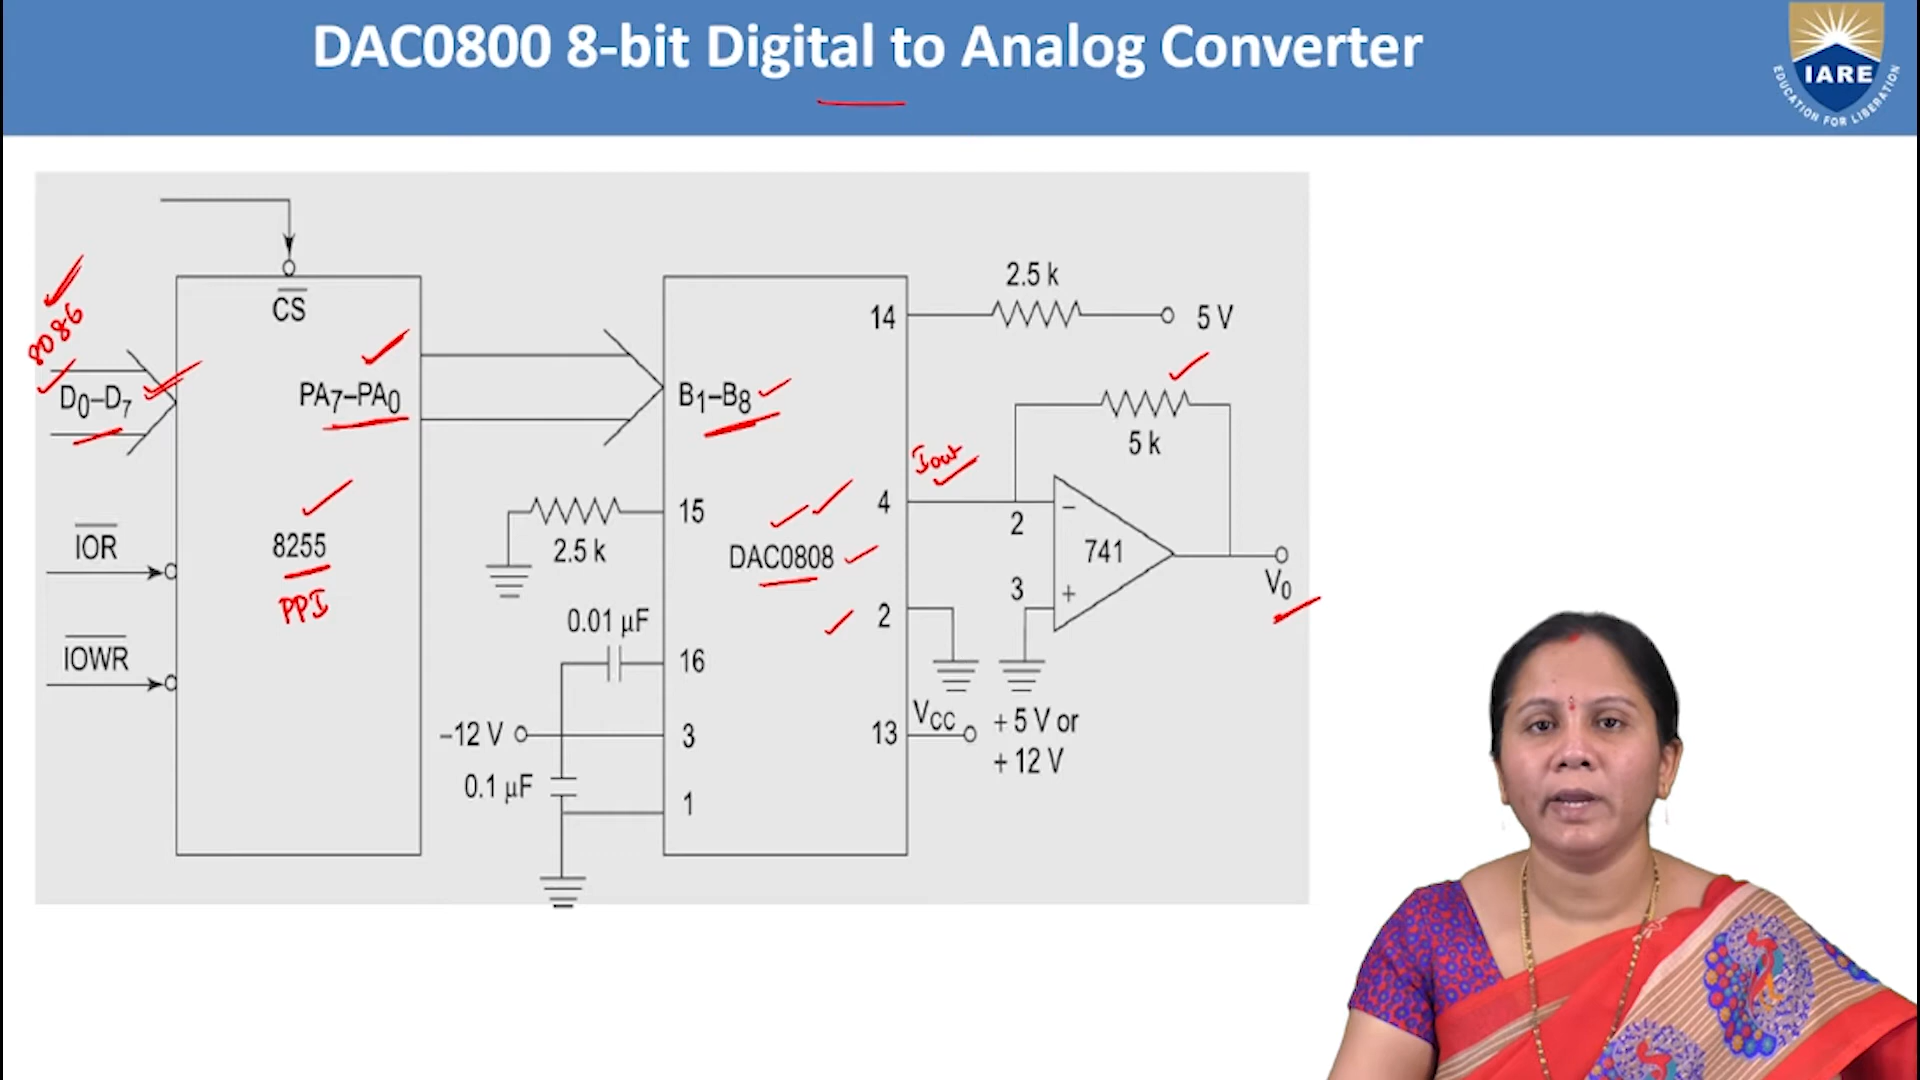 DAC0800 8-bit Digital to Analog Converter
IARE
EDUCATION FOR LIBERATION
CS
8086
D0–D7
PA7–PA0
IOR
8255
PPI
IOWR
B1–B8
15
2.5 k
DAC0808
0.01 µF
16
–12 V
3
0.1 µF
1
14
2.5 k
5 V
5 k
Iout
4
2
–
741
3
+
V0
2
13
VCC
+ 5 V or
+ 12 V